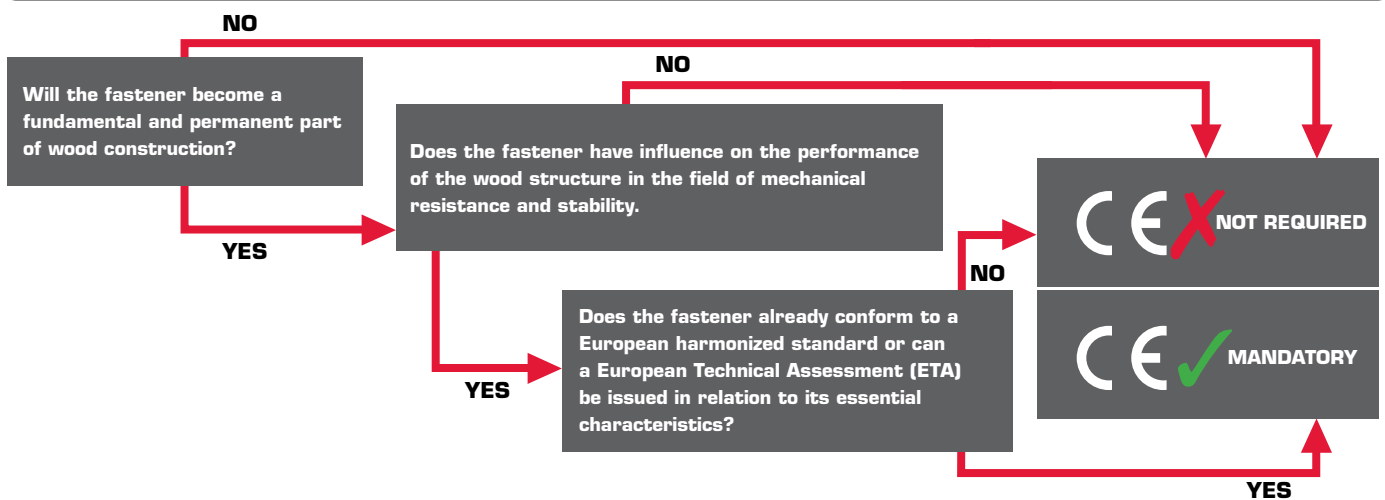 NO
Will the fastener become a
fundamental and permanent part
of wood construction?
YES
NO
Does the fastener have influence on the performance
of the wood structure in the field of mechanical
resistance and stability.
YES
NO
Does the fastener already conform to a
European harmonized standard or can
a European Technical Assessment (ETA)
be issued in relation to its essential
characteristics?
YES
CE ✗ NOT REQUIRED
CE ✓ MANDATORY